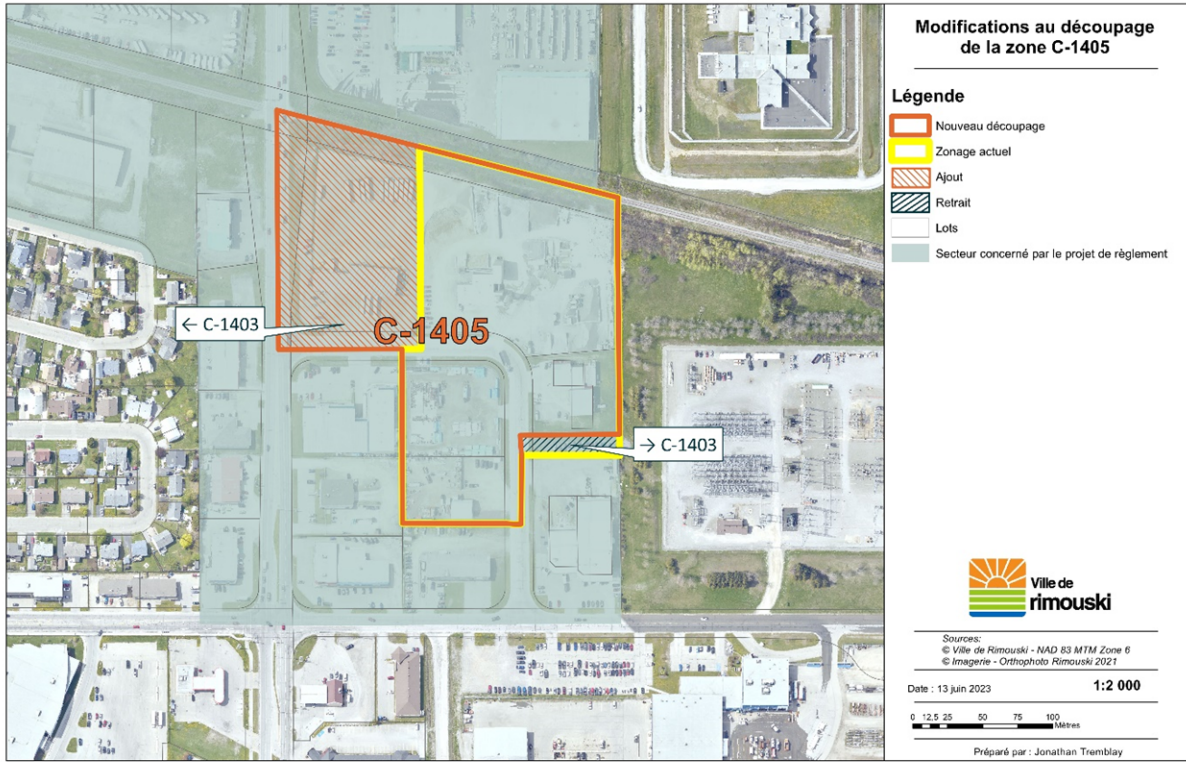 Modifications au découpage
de la zone C-1405
Légende
Nouveau découpage
Zonage actuel
Ajout
Retrait
Lots
Secteur concerné par le projet de règlement
← C-1403
C-1405
→ C-1403
Ville de
rimouski
Sources:
© Ville de Rimouski - NAD 83 MTM Zone 6
© Imagerie - Orthophoto Rimouski 2021
Date : 13 juin 2023
1:2 000
0 12,5 25 50 75 100
Mètres
Préparé par : Jonathan Tremblay